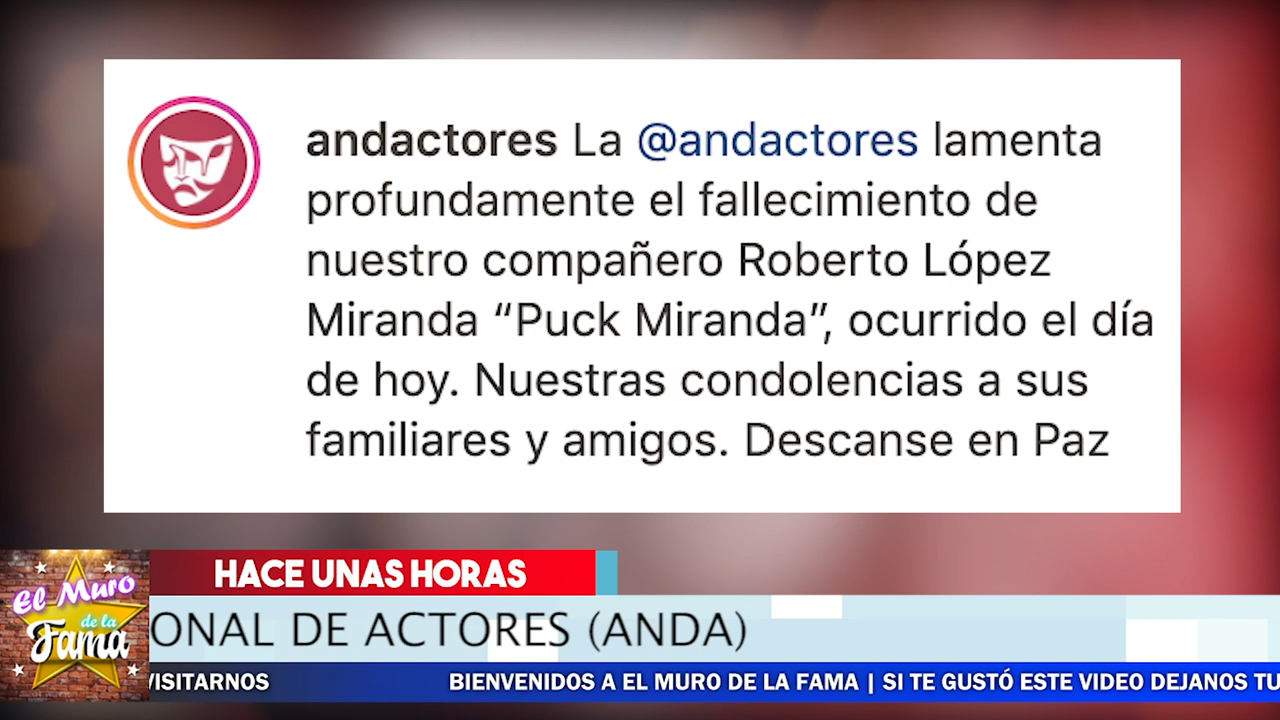 andactores La @andactores lamenta
profundamente el fallecimiento de
nuestro compañero Roberto López
Miranda “Puck Miranda”, ocurrido el día
de hoy. Nuestras condolencias a sus
familiares y amigos. Descanse en Paz
HACE UNAS HORAS
El Muro
de la
Fama
ONAL DE ACTORES (ANDA)
VISITARNOS BIENVENIDOS A EL MURO DE LA FAMA | SI TE GUSTÓ ESTE VIDEO DEJANOS TU